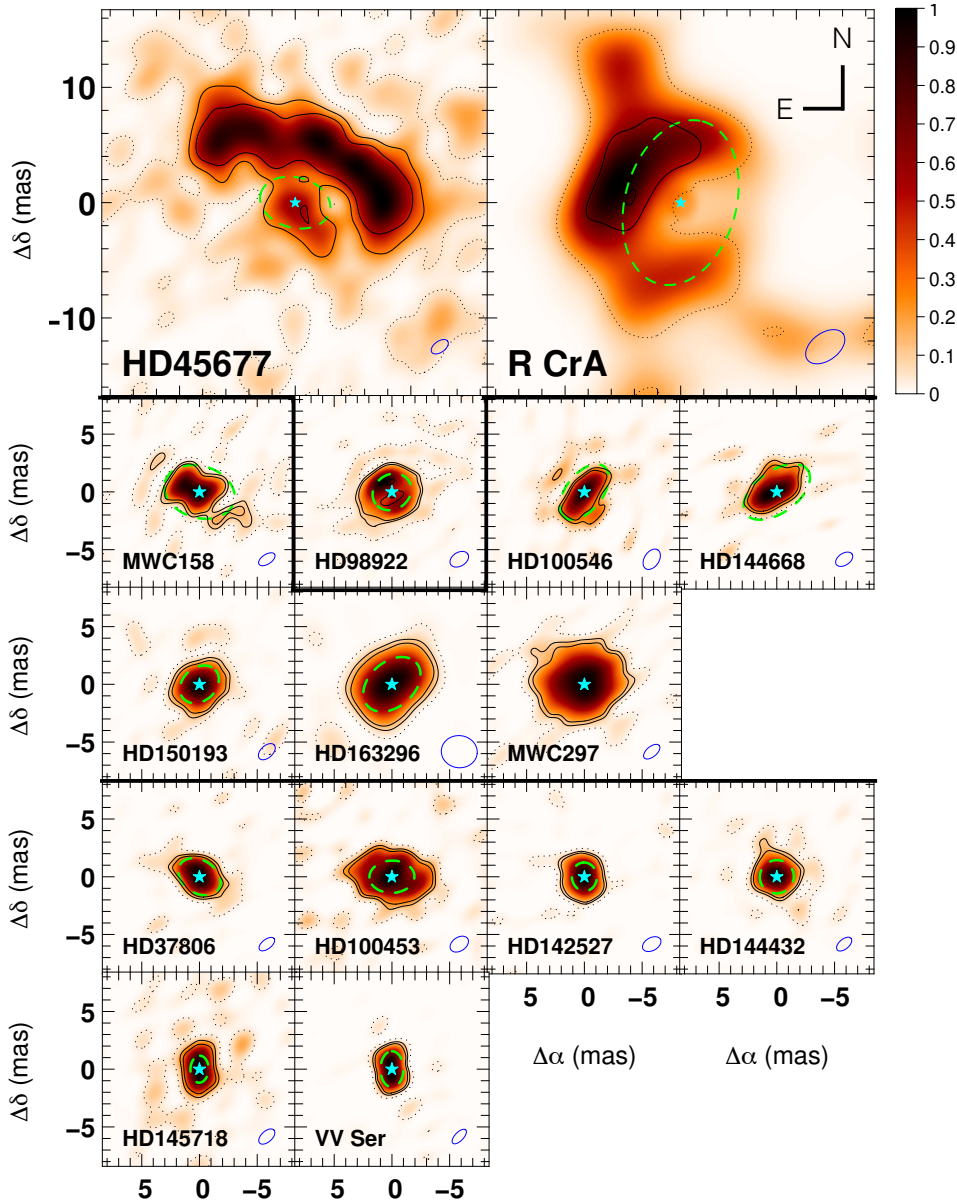 10
0
-10
Δδ (mas)
HD45677
R CrA
N
E
1
0.9
0.8
0.7
0.6
0.5
0.4
0.3
0.2
0.1
0
5
0
-5
Δδ (mas)
MWC158
HD98922
HD100546
HD144668
5
0
-5
Δδ (mas)
HD150193
HD163296
MWC297
5
0
-5
Δδ (mas)
HD37806
HD100453
HD142527
HD144432
5 0 -5 5 0 -5
Δα (mas) Δα (mas)
5
0
-5
Δδ (mas)
HD145718
VV Ser
5 0 -5 5 0 -5